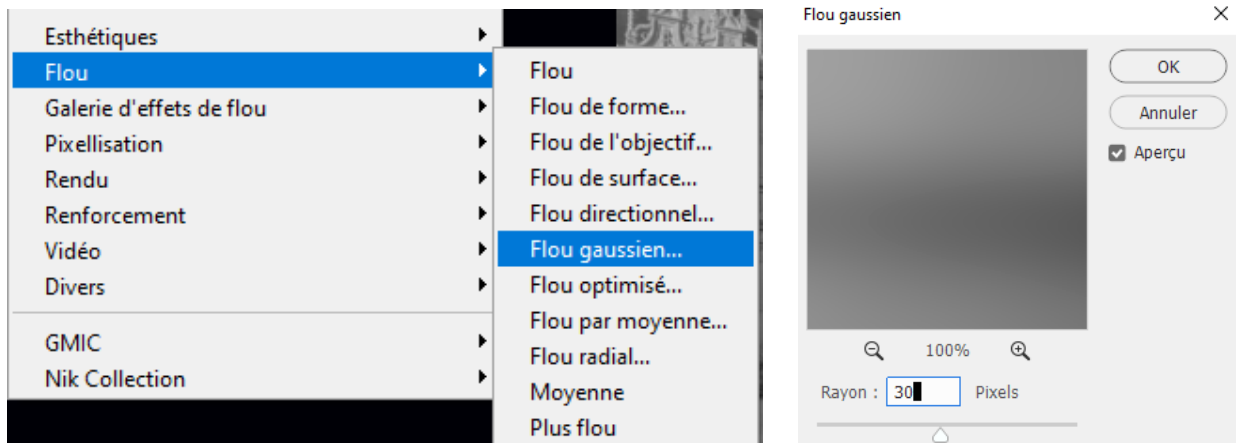 Esthétiques
Flou
Galerie d'effets de flou
Pixellisation
Rendu
Renforcement
Vidéo
Divers
GMIC
Nik Collection
Flou
Flou de forme...
Flou de l'objectif...
Flou de surface...
Flou directionnel...
Flou gaussien...
Flou optimisé...
Flou par moyenne...
Flou radial...
Moyenne
Plus flou
Flou gaussien
OK
Annuler
Aperçu
100%
Rayon : 30 Pixels